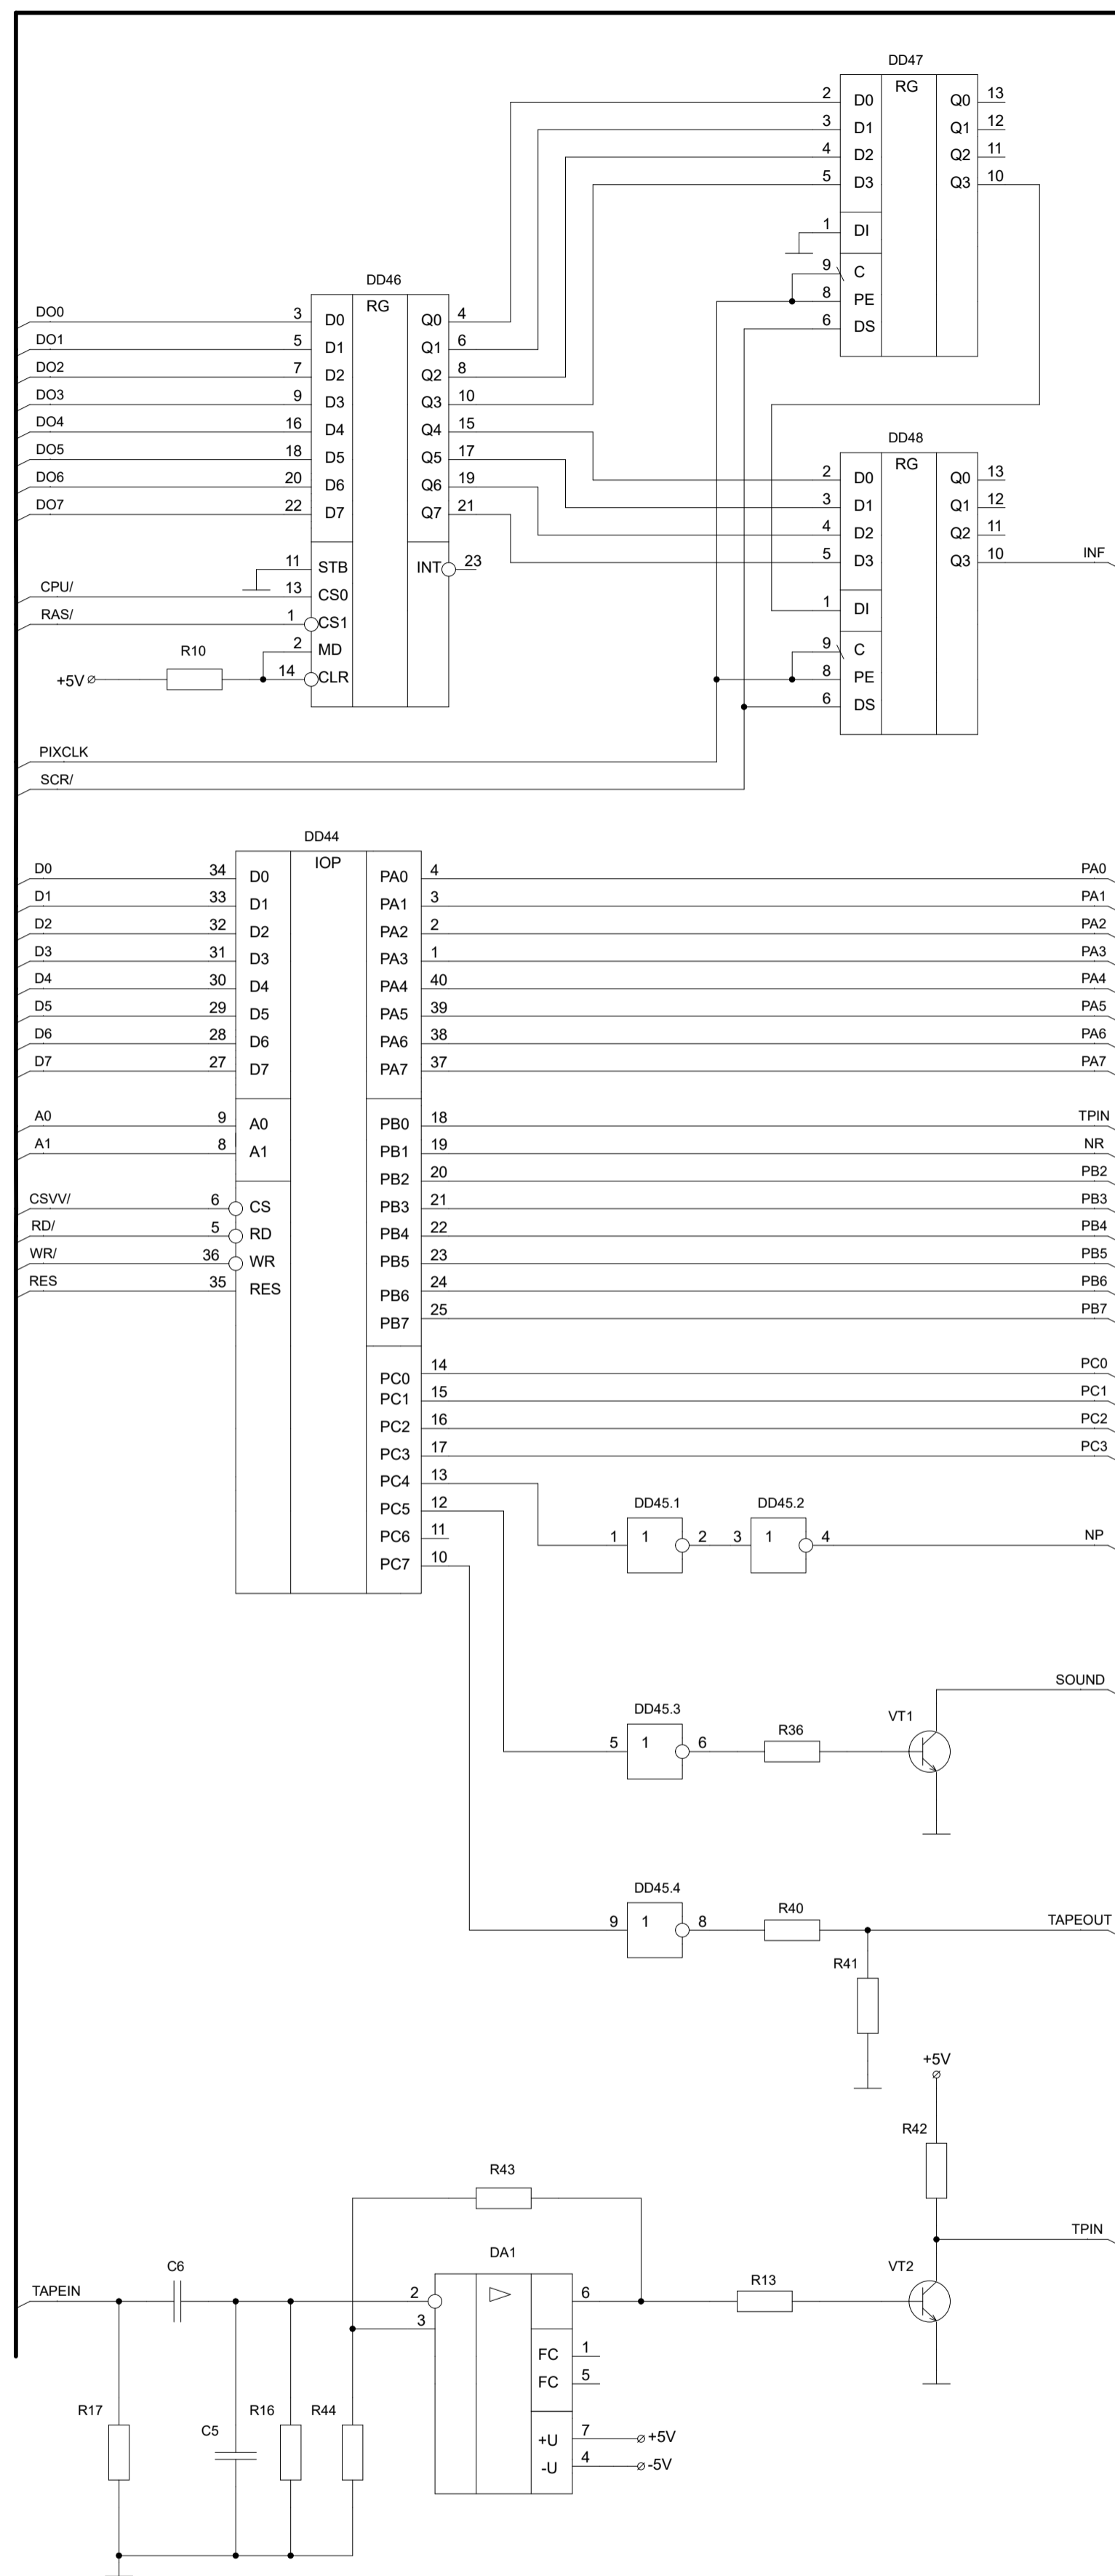 DD47
RG
2 D0 Q0 13
3 D1 Q1 12
4 D2 Q2 11
5 D3 Q3 10
1 DI
9 C
8 PE
6 DS
DD46
RG
DO0 3 D0 Q0 4
DO1 5 D1 Q1 6
DO2 7 D2 Q2 8
DO3 9 D3 Q3 10
DO4 16 D4 Q4 15
DO5 18 D5 Q5 17
DO6 20 D6 Q6 19
DO7 22 D7 Q7 21
11 STB INT 23
CPU/ 13 CS0
RAS/ 1 CS1
R10 2 MD
+5V 14 CLR
DD48
RG
2 D0 Q0 13
3 D1 Q1 12
4 D2 Q2 11
5 D3 Q3 10 INF
1 DI
9 C
8 PE
6 DS
PIXCLK
SCR/
DD44
IOP
D0 34 D0 PA0 4 PA0
D1 33 D1 PA1 3 PA1
D2 32 D2 PA2 2 PA2
D3 31 D3 PA3 1 PA3
D4 30 D4 PA4 40 PA4
D5 29 D5 PA5 39 PA5
D6 28 D6 PA6 38 PA6
D7 27 D7 PA7 37 PA7
A0 9 A0 PB0 18 TPIN
A1 8 A1 PB1 19 NR
PB2 20 PB2
CSVV/ 6 CS PB3 21 PB3
RD/ 5 RD PB4 22 PB4
WR/ 36 WR PB5 23 PB5
RES 35 RES PB6 24 PB6
PB7 25 PB7
PC0 14 PC0
PC1 15 PC1
PC2 16 PC2
PC3 17 PC3
PC4 13
PC5 12
PC6 11
PC7 10
DD45.1 DD45.2
1 1 2 3 1 4 NP
SOUND
DD45.3 R36 VT1
5 1 6
DD45.4 R40
9 1 8 TAPEOUT
R41
+5V
R42
R43
TPIN
DA1
C6 VT2
TAPEIN 2 6 R13
3
FC 1
FC 5
R17 C5 R16 R44
+U 7 +5V
-U 4 -5V